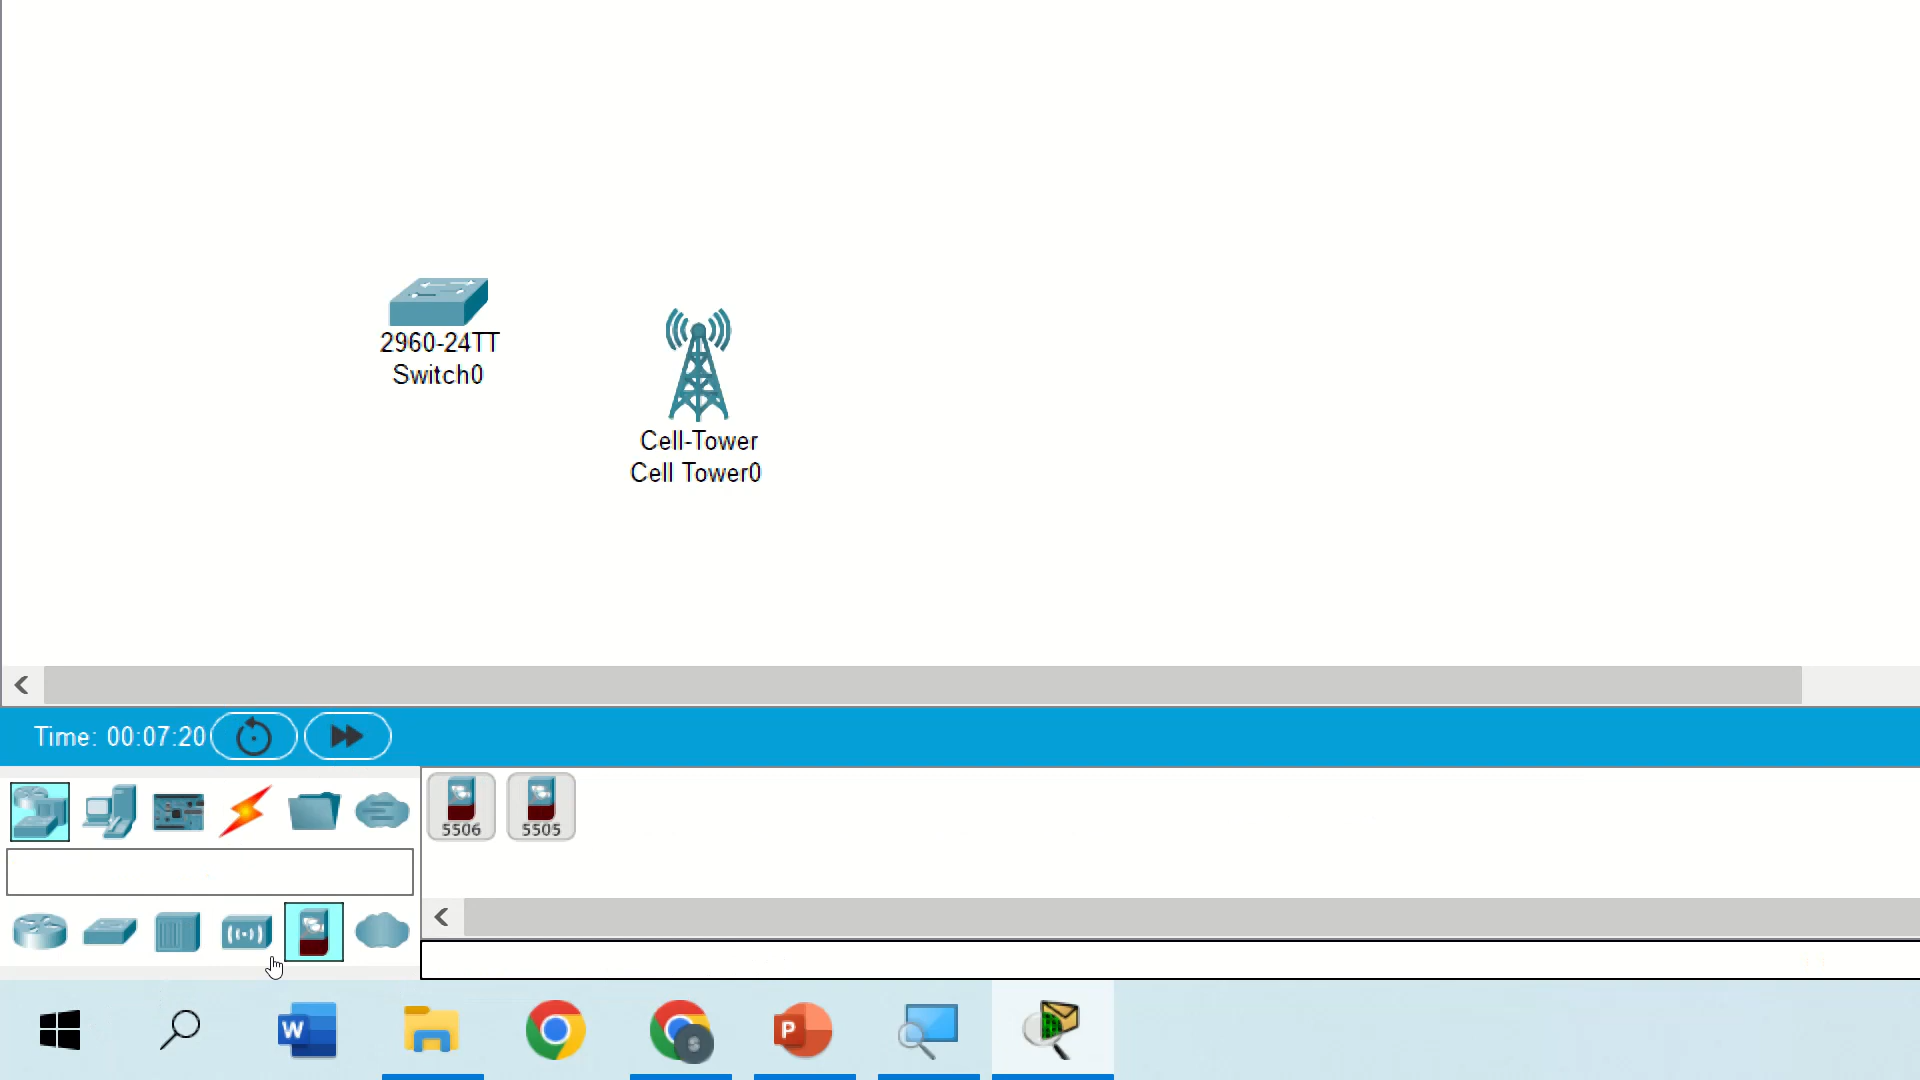 2960-24TT
Switch0
Cell-Tower
Cell Tower0
Time: 00:07:20
5506
5505
W
S
P